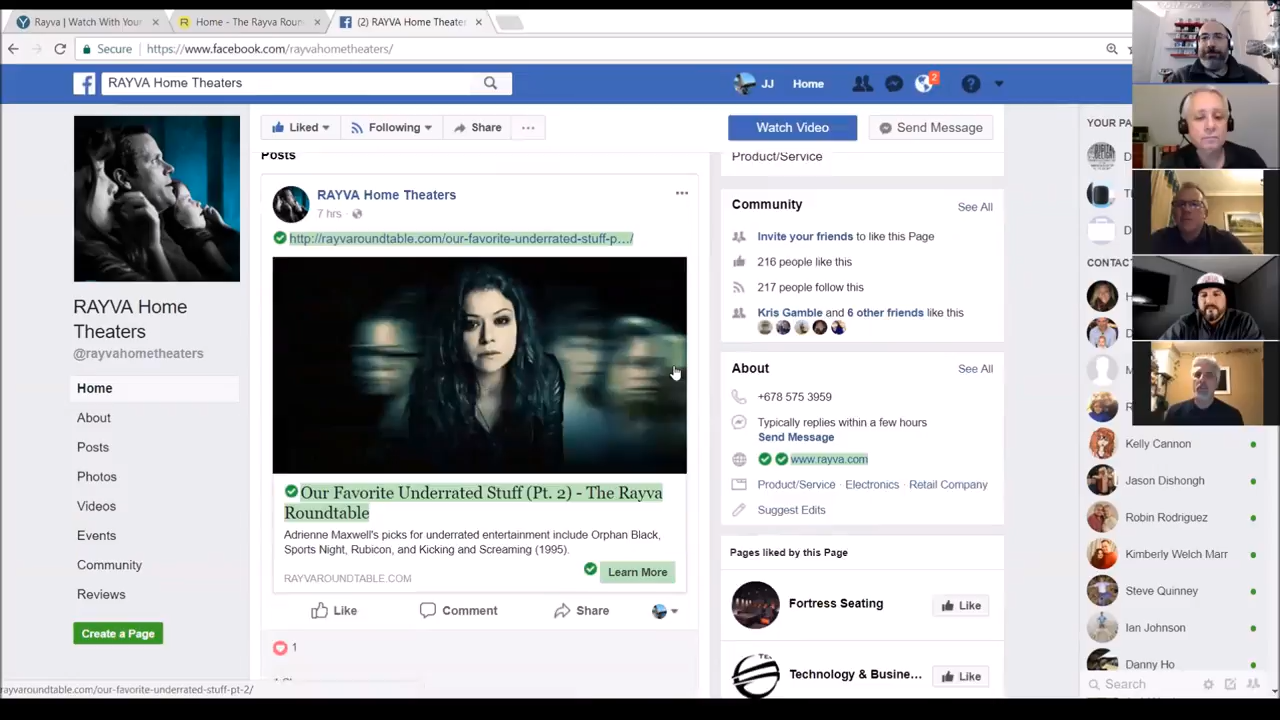 Rayva | Watch With Your
Home - The Rayva Roun
(2) RAYVA Home Theate
Secure
https://www.facebook.com/rayvahometheaters/
RAYVA Home Theaters
JJ
Home
2
RAYVA Home
Theaters
@rayvahometheaters
Home
About
Posts
Photos
Videos
Events
Community
Reviews
Create a Page
rayvaroundtable.com/our-favorite-underrated-stuff-pt-2/
Liked
Following
Share
Watch Video
Send Message
Posts
RAYVA Home Theaters
7 hrs
http://rayvaroundtable.com/our-favorite-underrated-stuff-p.../
Our Favorite Underrated Stuff (Pt. 2) - The Rayva
Roundtable
Adrienne Maxwell's picks for underrated entertainment include Orphan Black,
Sports Night, Rubicon, and Kicking and Screaming (1995).
RAYVAROUNDTABLE.COM
Learn More
Like
Comment
Share
1
Product/Service
Community
See All
Invite your friends to like this Page
216 people like this
217 people follow this
Kris Gamble and 6 other friends like this
About
See All
+678 575 3959
Typically replies within a few hours
Send Message
www.rayva.com
Product/Service · Electronics · Retail Company
Suggest Edits
Pages liked by this Page
Fortress Seating
Like
Technology & Busine...
Like
YOUR PA
D
Ti
D
CONTAC
H
D
M
R
Kelly Cannon
Jason Dishongh
Robin Rodriguez
Kimberly Welch Marr
Steve Quinney
Ian Johnson
Danny Ho
Search